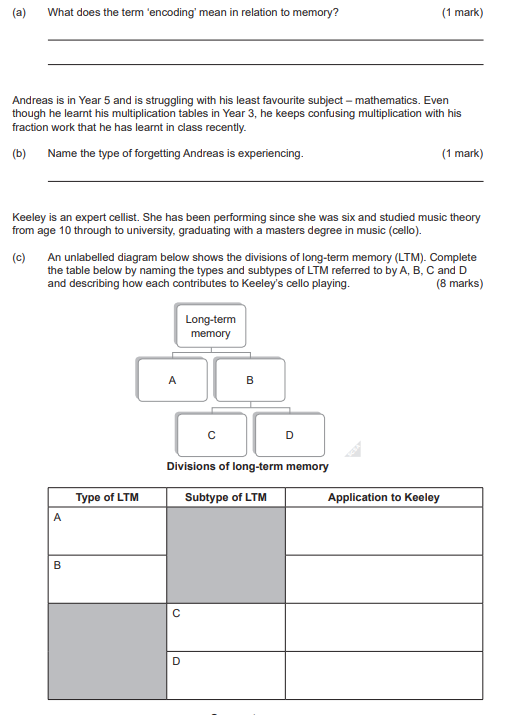 (a) What does the term 'encoding' mean in relation to memory? (1 mark)
Andreas is in Year 5 and is struggling with his least favourite subject – mathematics. Even
though he learnt his multiplication tables in Year 3, he keeps confusing multiplication with his
fraction work that he has learnt in class recently.
(b) Name the type of forgetting Andreas is experiencing. (1 mark)
Keeley is an expert cellist. She has been performing since she was six and studied music theory
from age 10 through to university, graduating with a masters degree in music (cello).
(c) An unlabelled diagram below shows the divisions of long-term memory (LTM). Complete
the table below by naming the types and subtypes of LTM referred to by A, B, C and D
and describing how each contributes to Keeley's cello playing. (8 marks)
Long-term
memory
A B
C D
Divisions of long-term memory
Type of LTM Subtype of LTM Application to Keeley
A
B
C
D